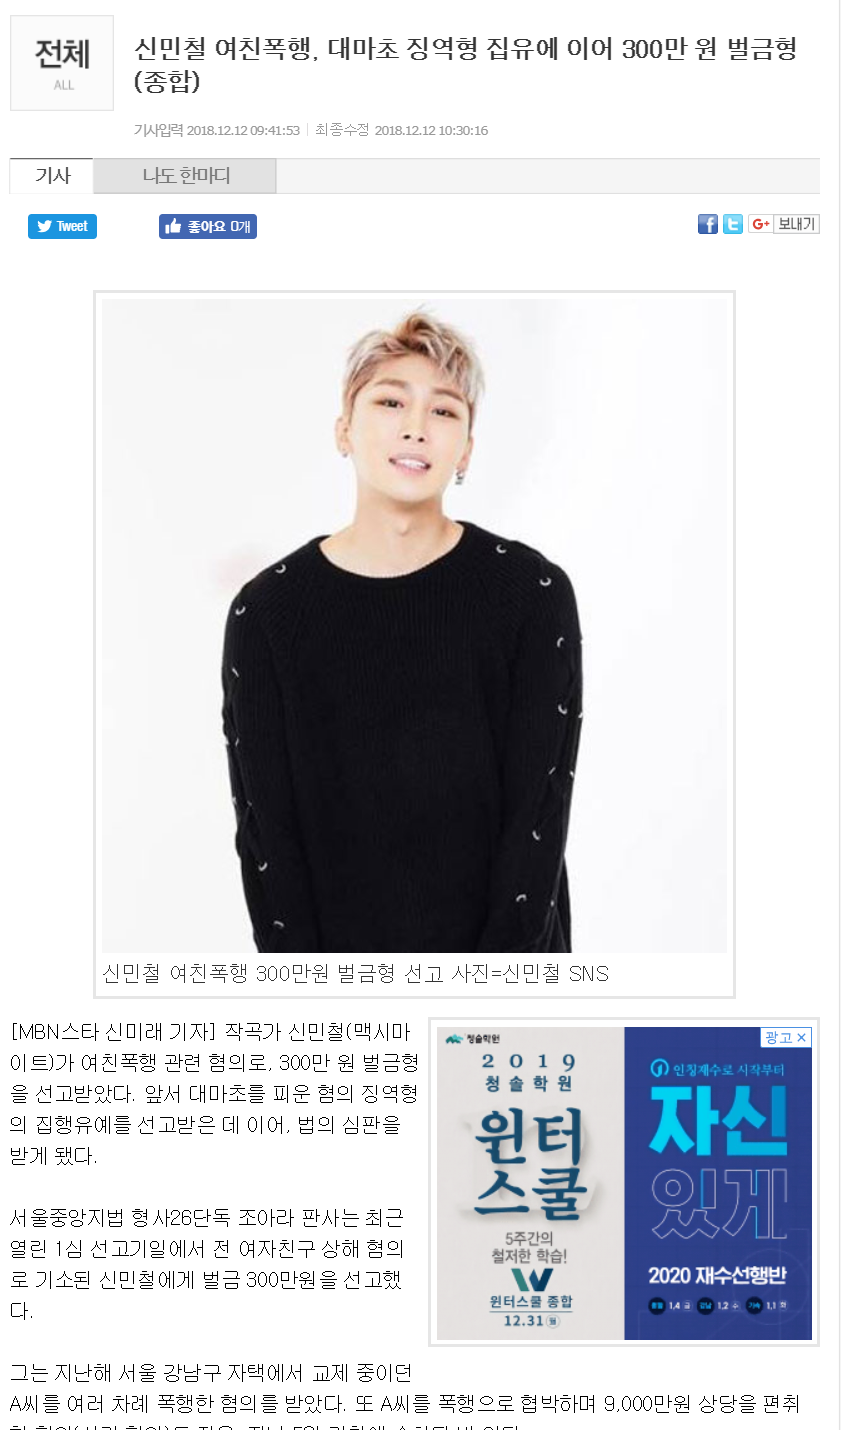 전체
ALL
신민철 여친폭행, 대마초 징역형 집유에 이어 300만 원 벌금형
(종합)
기사입력 2018.12.12 09:41:53 | 최종수정 2018.12.12 10:30:16
기사 나도 한마디
Tweet 좋아요 0개 f t G+ 보내기
신민철 여친폭행 300만원 벌금형 선고 사진=신민철 SNS
[MBN스타 신미래 기자] 작곡가 신민철(맥시마
이트)가 여친폭행 관련 혐의로, 300만 원 벌금형
을 선고받았다. 앞서 대마초를 피운 혐의 징역형
의 집행유예를 선고받은 데 이어, 법의 심판을
받게 됐다.
서울중앙지법 형사26단독 조아라 판사는 최근
열린 1심 선고기일에서 전 여자친구 상해 혐의
로 기소된 신민철에게 벌금 300만원을 선고했
다.
그는 지난해 서울 강남구 자택에서 교제 중이던
A씨를 여러 차례 폭행한 혐의를 받았다. 또 A씨를 폭행으로 협박하며 9,000만원 상당을 편취
청솔학원
2019
청솔학원
윈터
스쿨
5주간의
철저한 학습!
W
윈터스쿨 종합
12.31 월
광고 ×
인칭재수로 시작부터
자신
있게
2020 재수선행반
1.4 금 강남 1.2 수 1.1 화